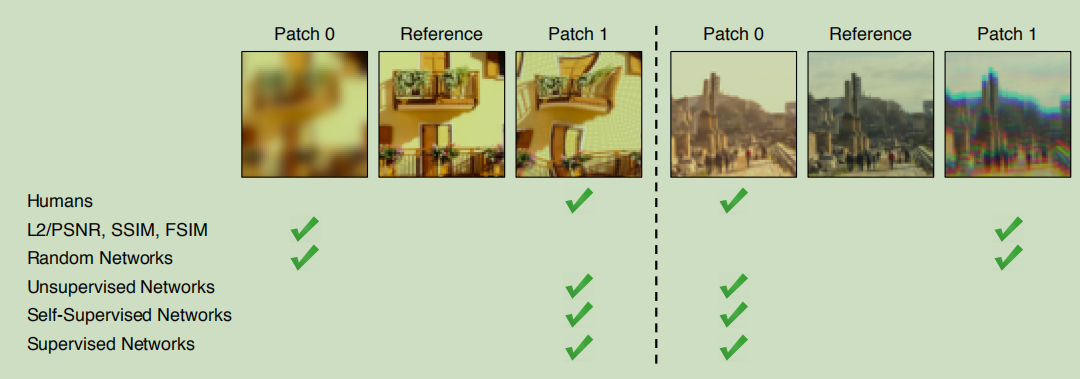 Patch 0 Reference Patch 1 Patch 0 Reference Patch 1
Humans
L2/PSNR, SSIM, FSIM
Random Networks
Unsupervised Networks
Self-Supervised Networks
Supervised Networks